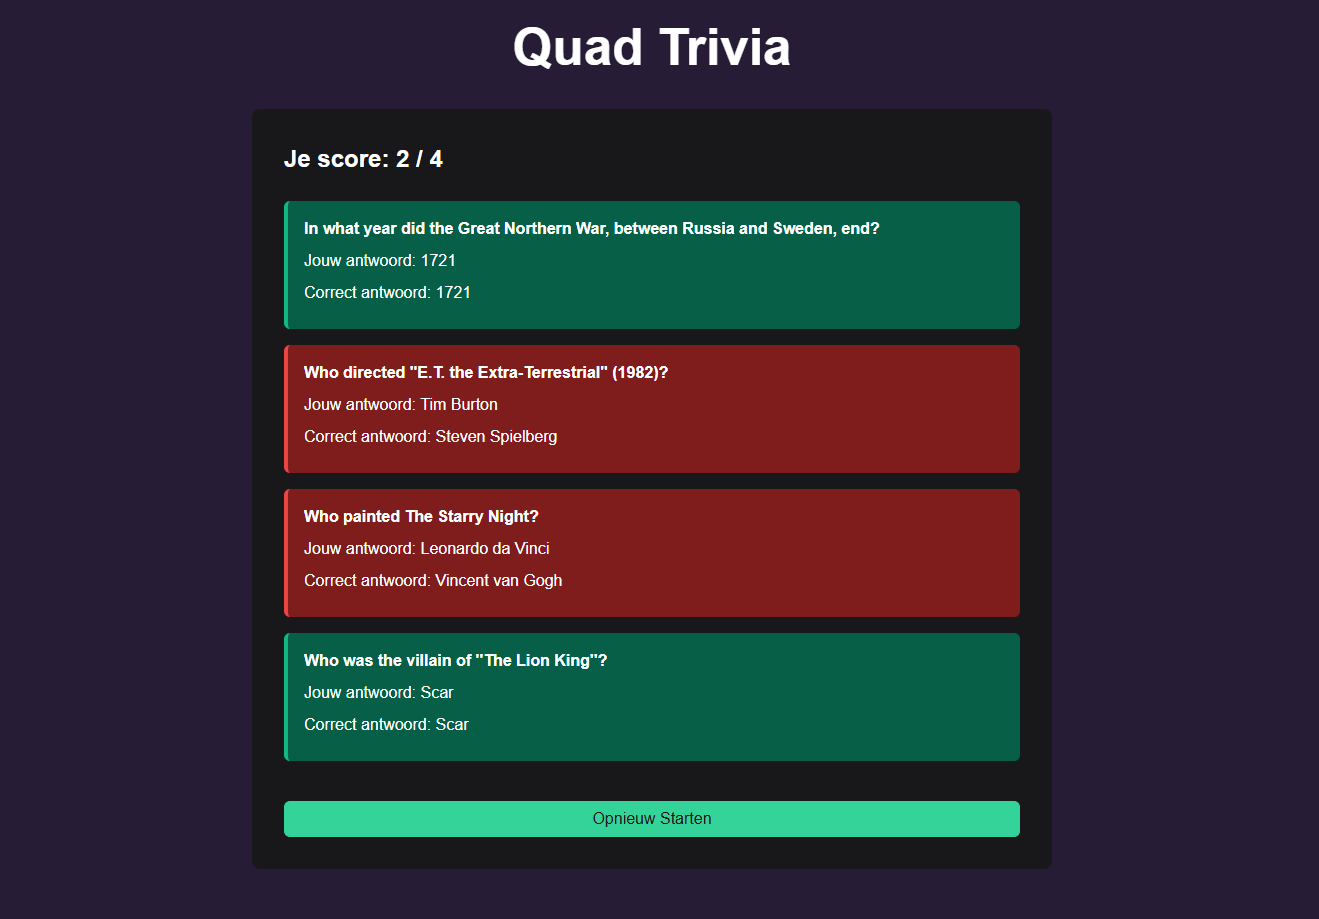 Quad Trivia
Je score: 2 / 4
In what year did the Great Northern War, between Russia and Sweden, end?
Jouw antwoord: 1721
Correct antwoord: 1721
Who directed "E.T. the Extra-Terrestrial" (1982)?
Jouw antwoord: Tim Burton
Correct antwoord: Steven Spielberg
Who painted The Starry Night?
Jouw antwoord: Leonardo da Vinci
Correct antwoord: Vincent van Gogh
Who was the villain of "The Lion King"?
Jouw antwoord: Scar
Correct antwoord: Scar
Opnieuw Starten